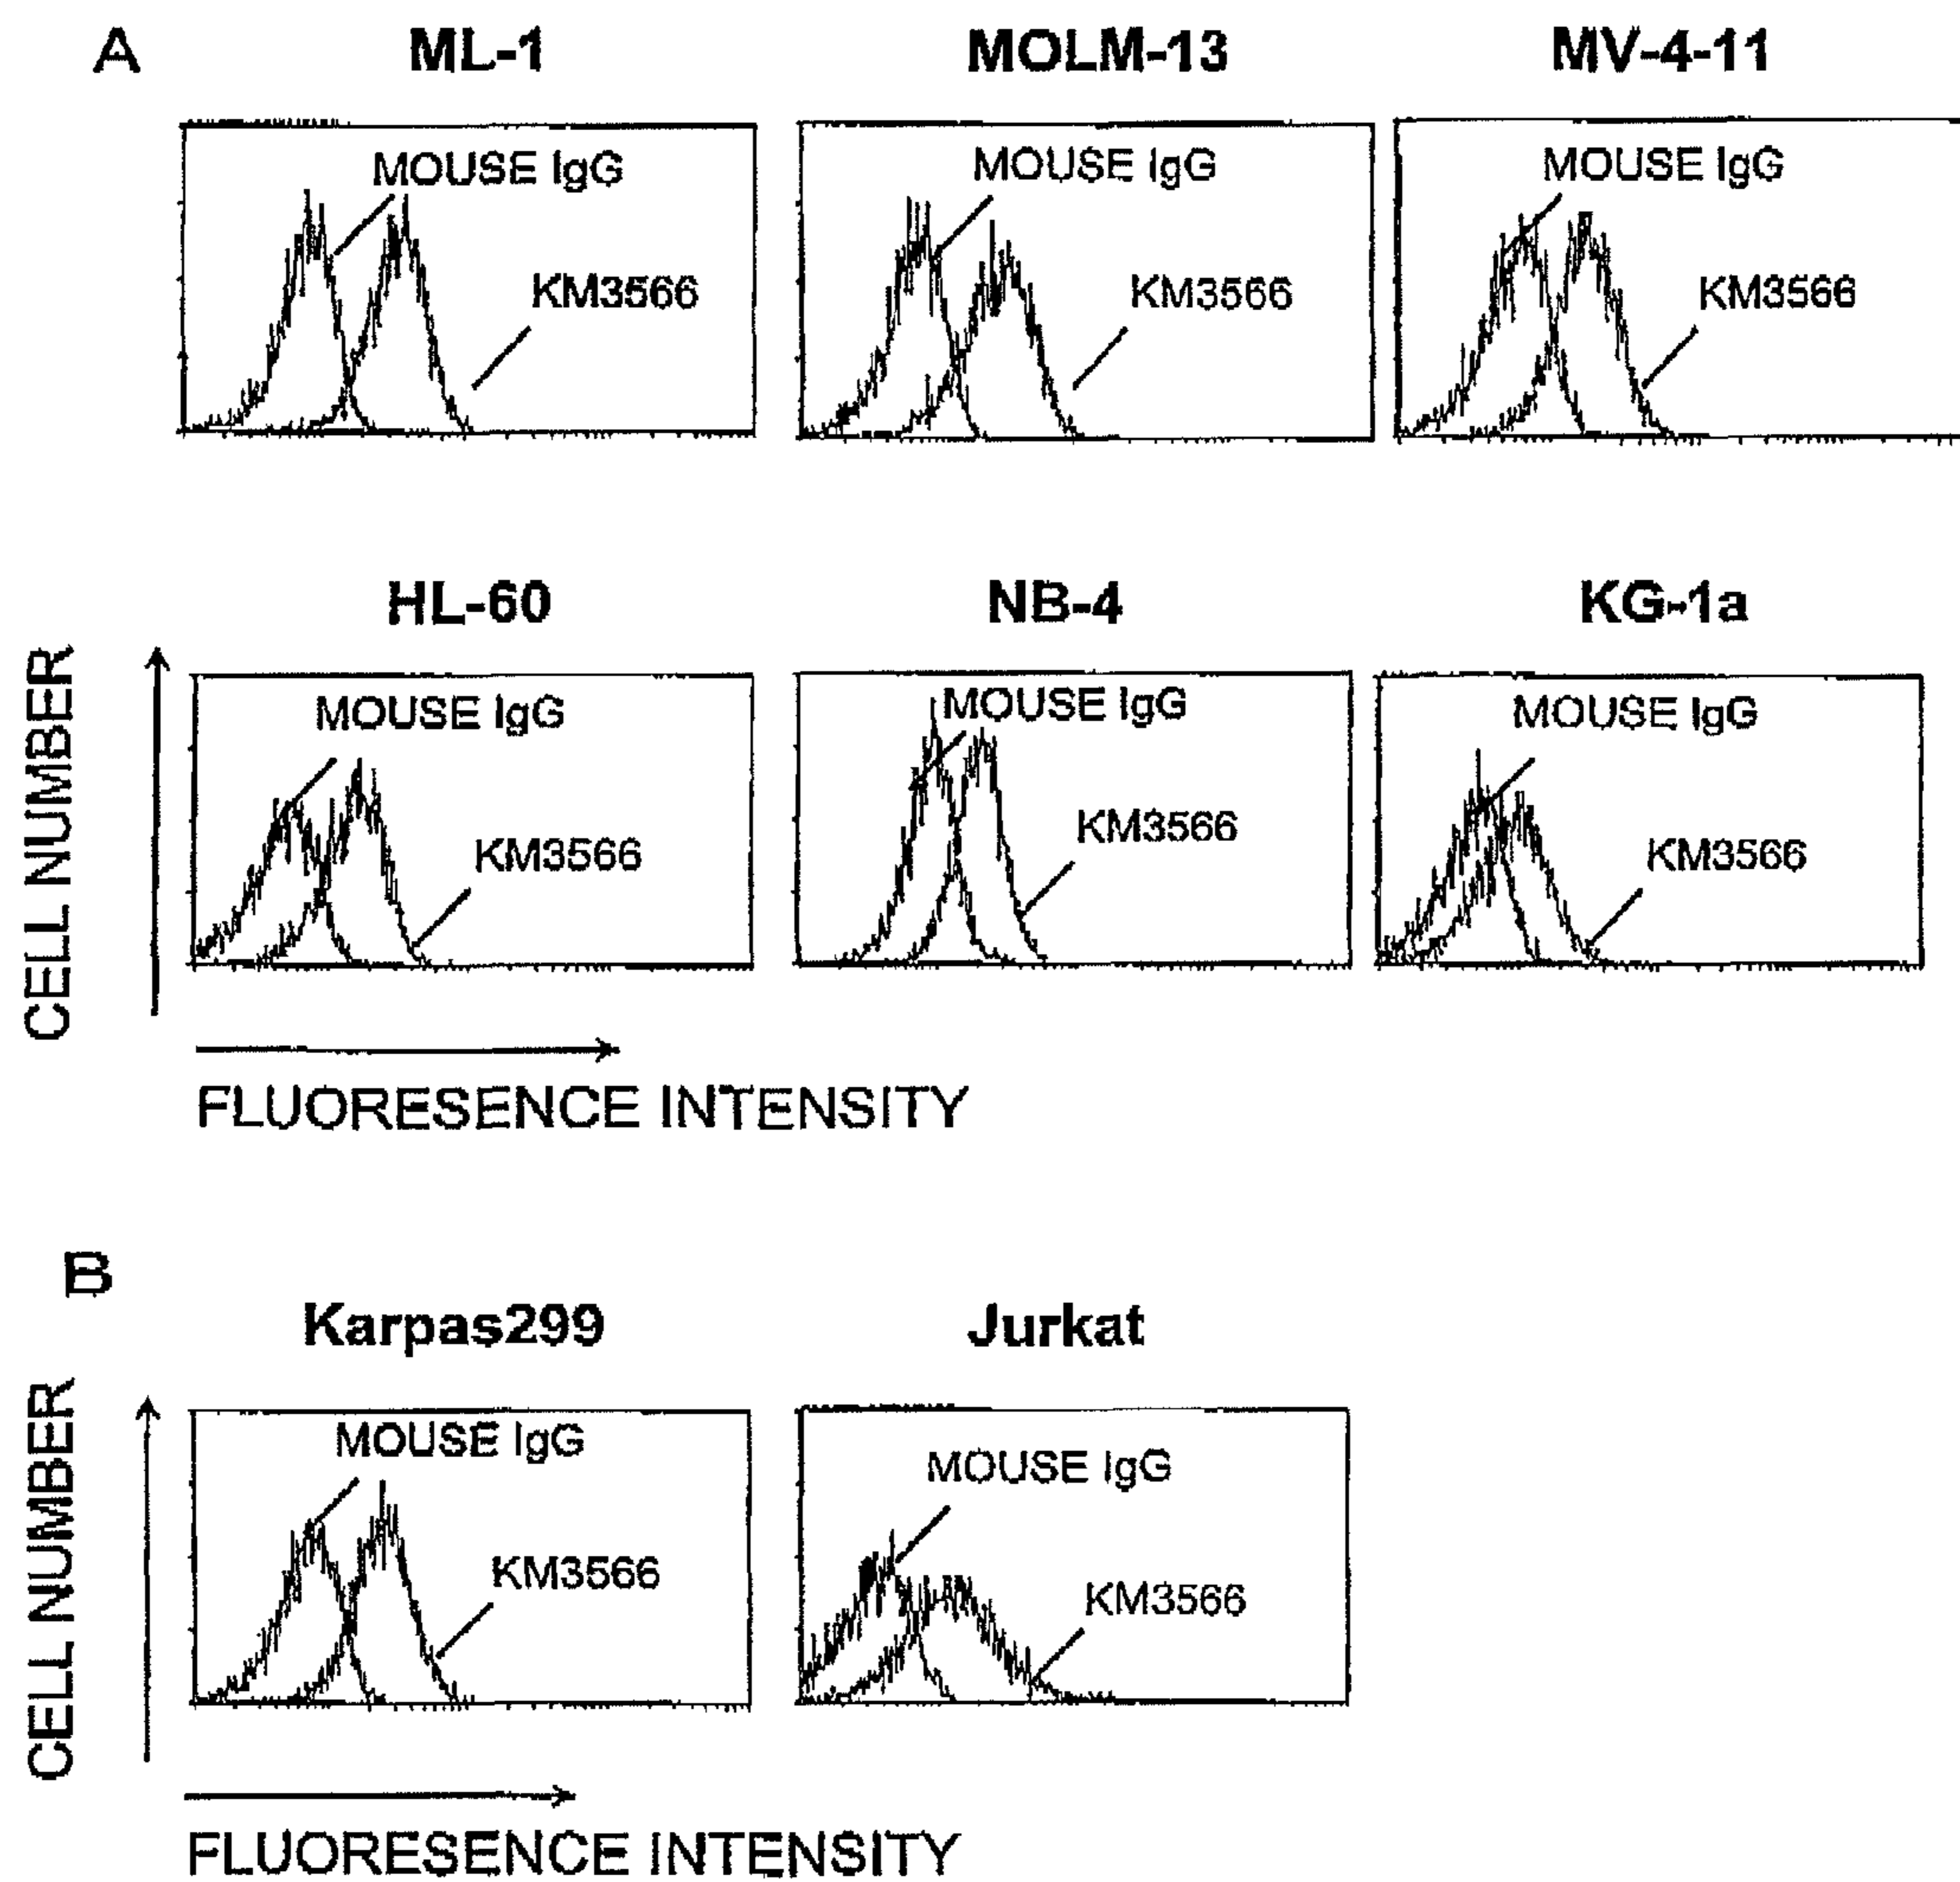 A
ML-1
MOLM-13
MV-4-11
MOUSE IgG
KM3566
MOUSE IgG
KM3566
MOUSE IgG
KM3566
HL-60
NB-4
KG-1a
CELL NUMBER
MOUSE IgG
KM3566
MOUSE IgG
KM3566
MOUSE IgG
KM3566
FLUORESENCE INTENSITY
B
Karpas299
Jurkat
CELL NUMBER
MOUSE IgG
KM3566
MOUSE IgG
KM3566
FLUORESENCE INTENSITY